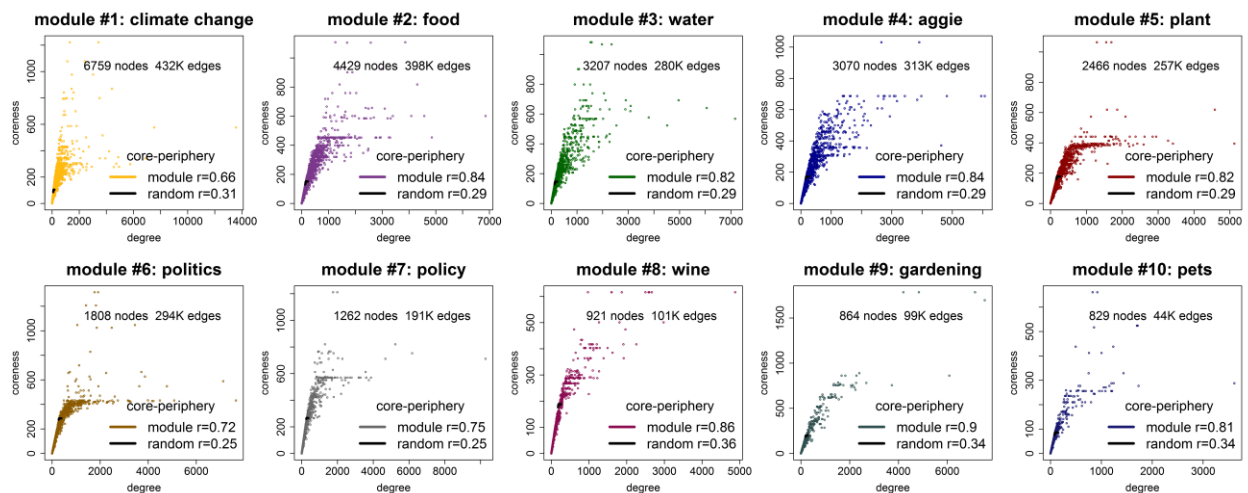 module #1: climate change
6759 nodes 432K edges
coreness
0 200 600 1000
core-periphery
module r=0.66
random r=0.31
0 2000 6000 10000 14000
degree
module #2: food
4429 nodes 398K edges
coreness
0 200 400 600 800
core-periphery
module r=0.84
random r=0.29
0 1000 3000 5000 7000
degree
module #3: water
3207 nodes 280K edges
coreness
0 200 400 600 800
core-periphery
module r=0.82
random r=0.29
0 1000 3000 5000 7000
degree
module #4: aggie
3070 nodes 313K edges
coreness
0 200 400 600 800 1000
core-periphery
module r=0.84
random r=0.29
0 1000 3000 5000
degree
module #5: plant
2466 nodes 257K edges
coreness
0 200 400 600 800 1000
core-periphery
module r=0.82
random r=0.29
0 1000 2000 3000 4000 5000
degree
module #6: politics
1808 nodes 294K edges
coreness
0 200 600 1000
core-periphery
module r=0.72
random r=0.25
0 2000 4000 6000
degree
module #7: policy
1262 nodes 191K edges
coreness
0 200 600 1000
core-periphery
module r=0.75
random r=0.25
0 2000 4000 6000 8000
degree
module #8: wine
921 nodes 101K edges
coreness
0 100 300 500
core-periphery
module r=0.86
random r=0.36
0 1000 2000 3000 4000 5000
degree
module #9: gardening
864 nodes 99K edges
coreness
0 500 1000 1500
core-periphery
module r=0.9
random r=0.34
0 2000 4000 6000
degree
module #10: pets
829 nodes 44K edges
coreness
0 100 300 500
core-periphery
module r=0.81
random r=0.34
0 1000 2000 3000
degree